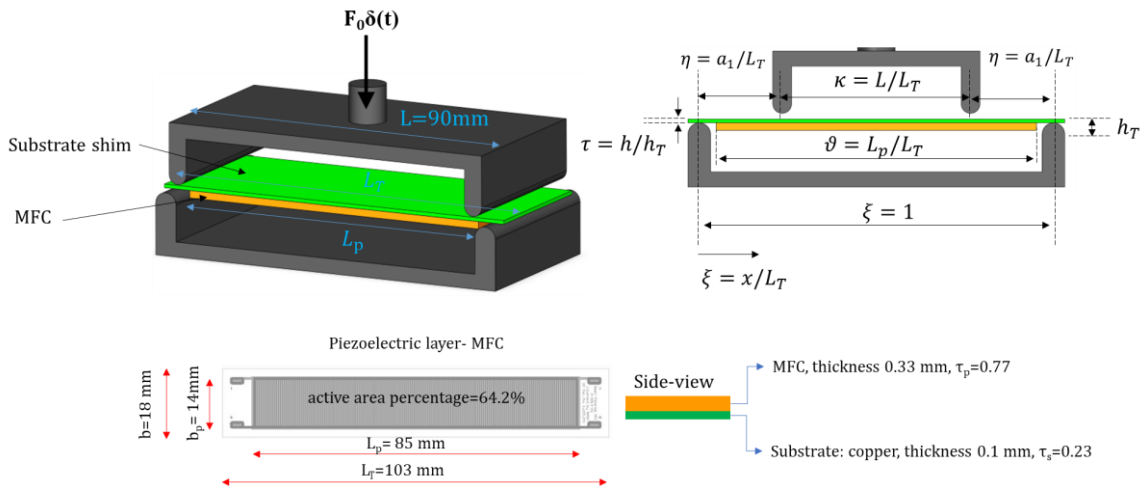 F₀δ(t)
L=90mm
Substrate shim
L_T
MFC
L_p
η = a₁/L_T
κ = L/L_T
η = a₁/L_T
τ = h/h_T
h_T
ϑ = L_p/L_T
ξ = 1
ξ = x/L_T
Piezoelectric layer- MFC
b=18 mm
b_p= 14mm
active area percentage=64.2%
L_p= 85 mm
L_T=103 mm
Side-view
MFC, thickness 0.33 mm, τ_p=0.77
Substrate: copper, thickness 0.1 mm, τ_s=0.23